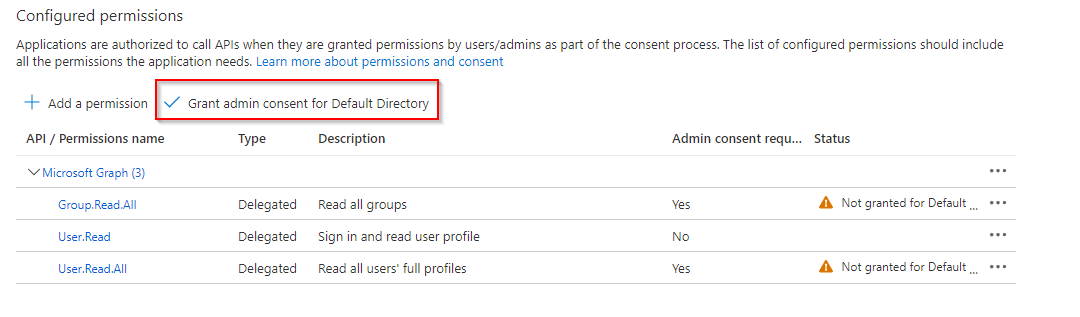 Configured permissions
Applications are authorized to call APIs when they are granted permissions by users/admins as part of the consent process. The list of configured permissions should include
all the permissions the application needs. Learn more about permissions and consent
Add a permission Grant admin consent for Default Directory
API / Permissions name Type Description Admin consent requ... Status
Microsoft Graph (3)
Group.Read.All Delegated Read all groups Yes Not granted for Default ...
User.Read Delegated Sign in and read user profile No
User.Read.All Delegated Read all users' full profiles Yes Not granted for Default ...